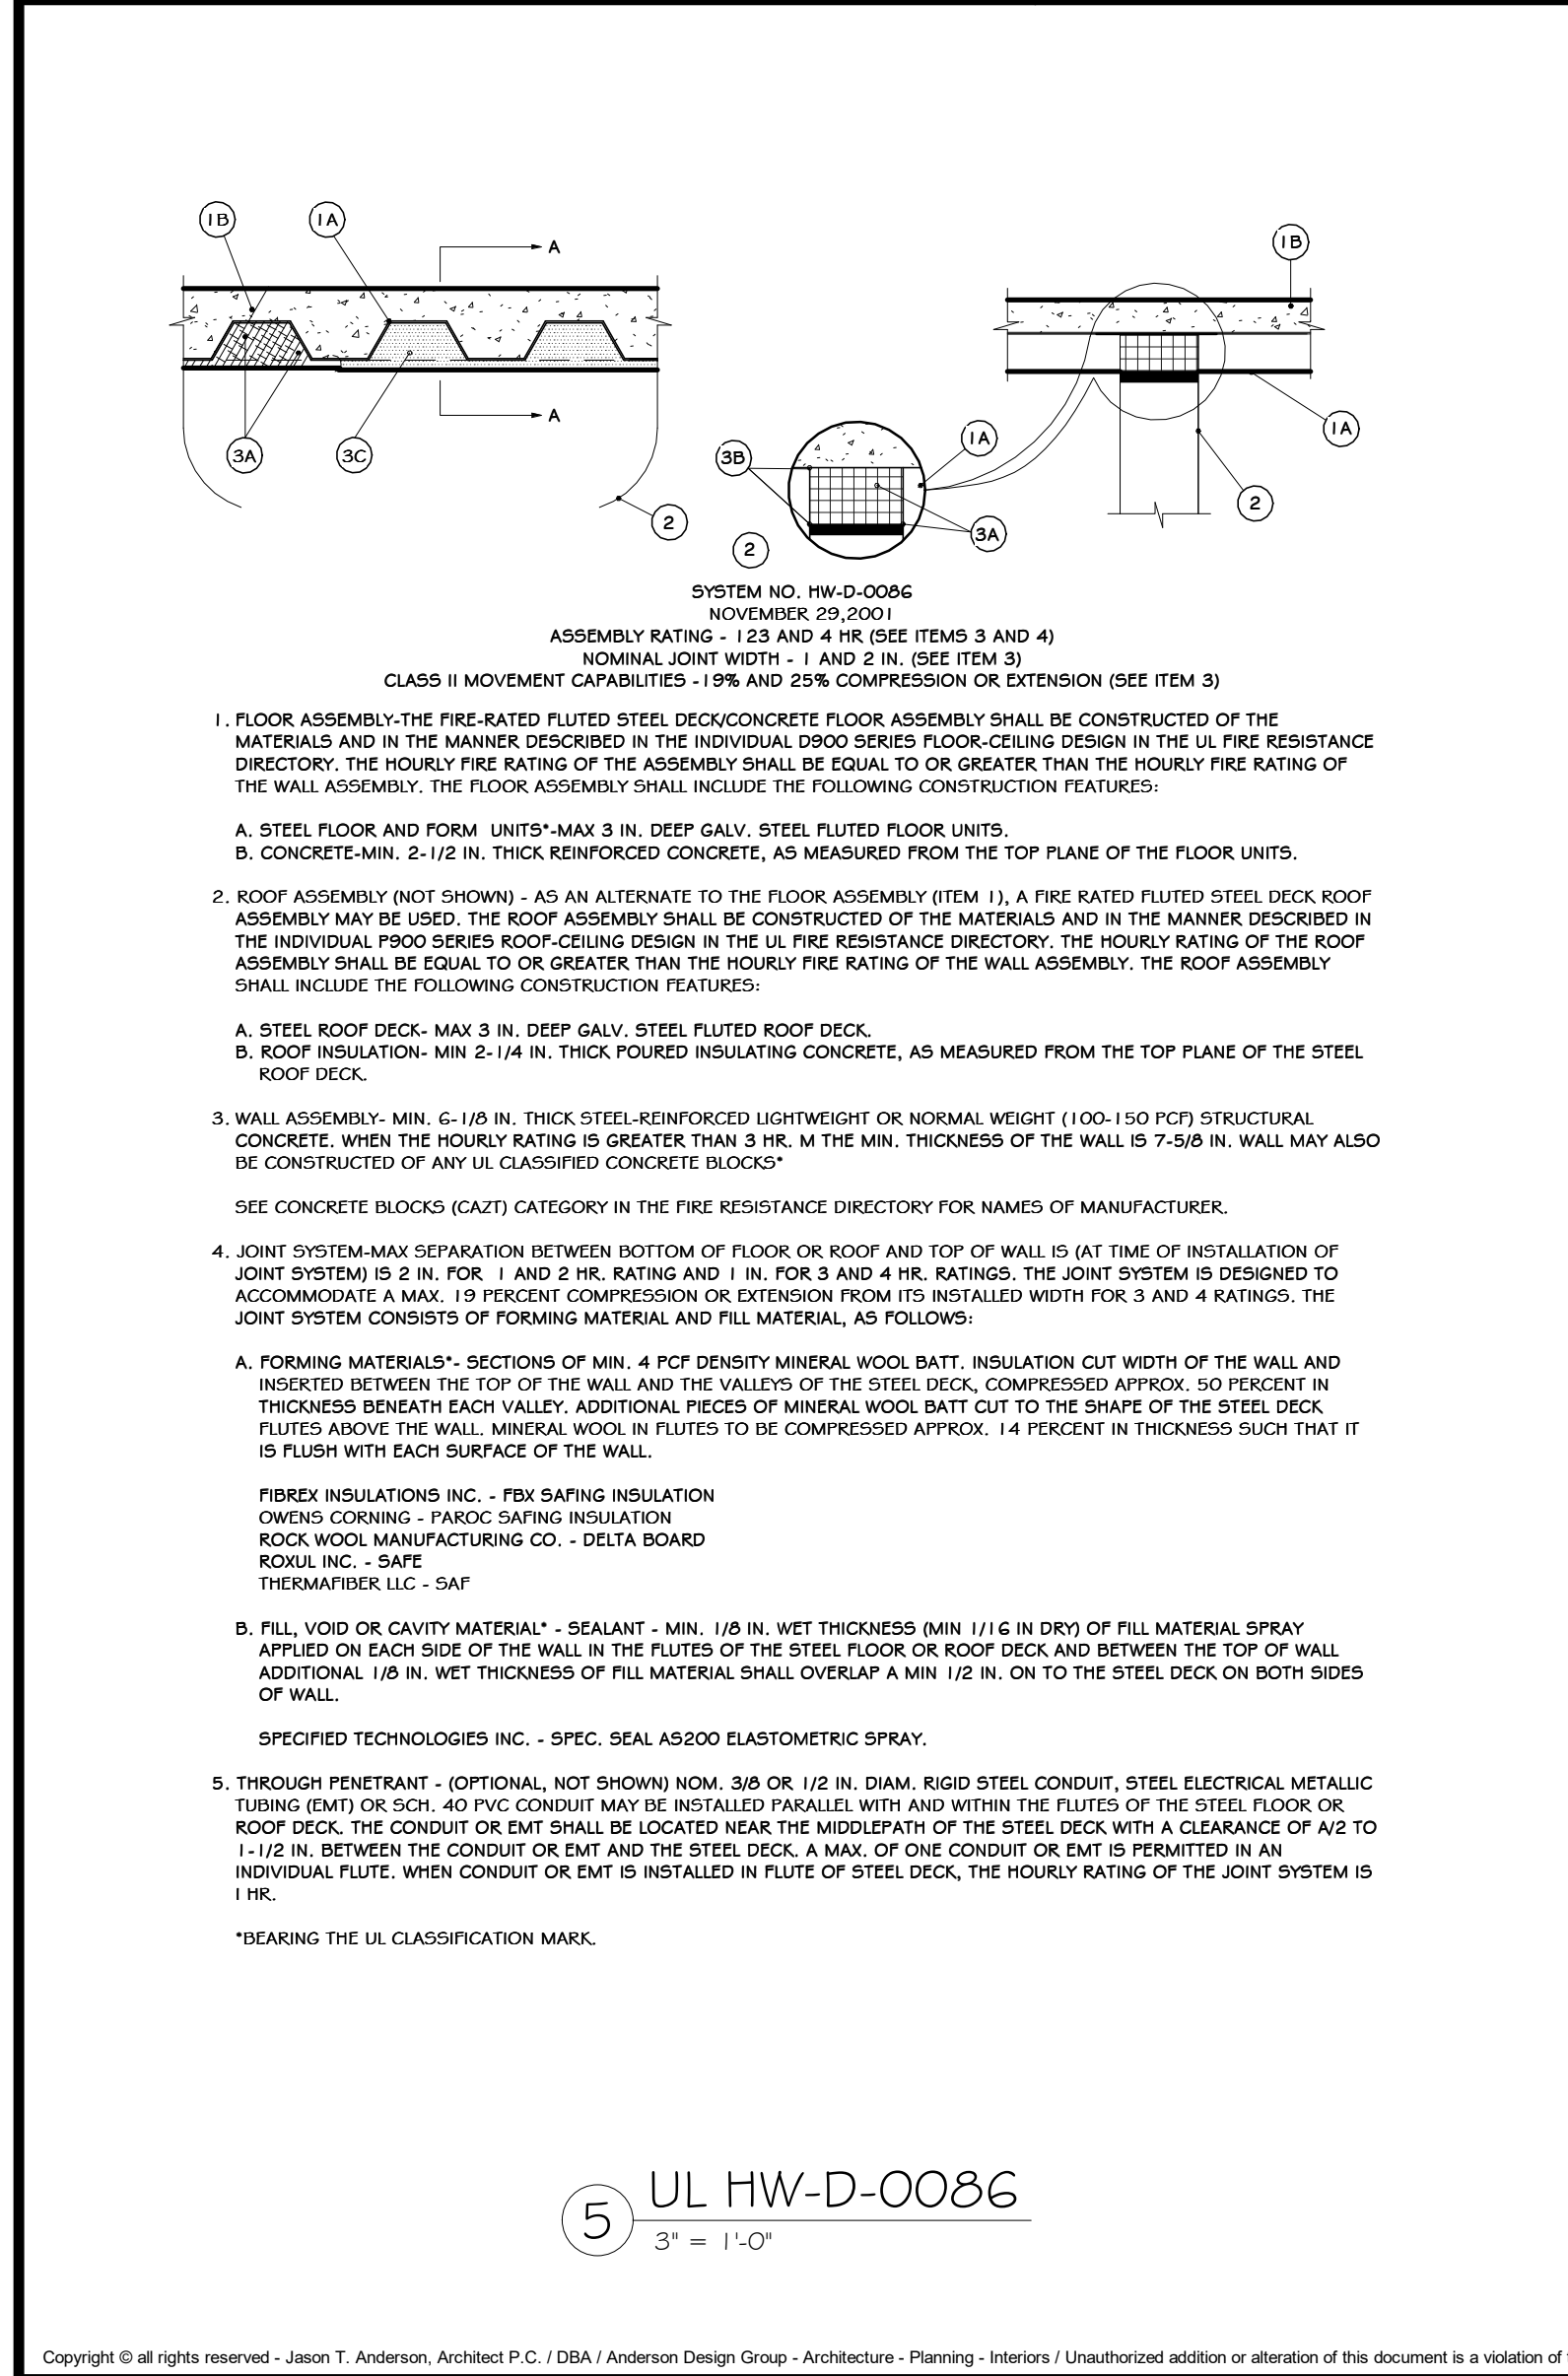 1B
1A
A
1B
A
1A
3A
3C
3B
1A
2
2
3A
2
SYSTEM NO. HW-D-0086
NOVEMBER 29,2001
ASSEMBLY RATING - 123 AND 4 HR (SEE ITEMS 3 AND 4)
NOMINAL JOINT WIDTH - 1 AND 2 IN. (SEE ITEM 3)
CLASS II MOVEMENT CAPABILITIES -19% AND 25% COMPRESSION OR EXTENSION (SEE ITEM 3)
1. FLOOR ASSEMBLY-THE FIRE-RATED FLUTED STEEL DECK/CONCRETE FLOOR ASSEMBLY SHALL BE CONSTRUCTED OF THE
MATERIALS AND IN THE MANNER DESCRIBED IN THE INDIVIDUAL D900 SERIES FLOOR-CEILING DESIGN IN THE UL FIRE RESISTANCE
DIRECTORY. THE HOURLY FIRE RATING OF THE ASSEMBLY SHALL BE EQUAL TO OR GREATER THAN THE HOURLY FIRE RATING OF
THE WALL ASSEMBLY. THE FLOOR ASSEMBLY SHALL INCLUDE THE FOLLOWING CONSTRUCTION FEATURES:
A. STEEL FLOOR AND FORM UNITS*-MAX 3 IN. DEEP GALV. STEEL FLUTED FLOOR UNITS.
B. CONCRETE-MIN. 2-1/2 IN. THICK REINFORCED CONCRETE, AS MEASURED FROM THE TOP PLANE OF THE FLOOR UNITS.
2. ROOF ASSEMBLY (NOT SHOWN) - AS AN ALTERNATE TO THE FLOOR ASSEMBLY (ITEM 1), A FIRE RATED FLUTED STEEL DECK ROOF
ASSEMBLY MAY BE USED. THE ROOF ASSEMBLY SHALL BE CONSTRUCTED OF THE MATERIALS AND IN THE MANNER DESCRIBED IN
THE INDIVIDUAL P900 SERIES ROOF-CEILING DESIGN IN THE UL FIRE RESISTANCE DIRECTORY. THE HOURLY RATING OF THE ROOF
ASSEMBLY SHALL BE EQUAL TO OR GREATER THAN THE HOURLY FIRE RATING OF THE WALL ASSEMBLY. THE ROOF ASSEMBLY
SHALL INCLUDE THE FOLLOWING CONSTRUCTION FEATURES:
A. STEEL ROOF DECK- MAX 3 IN. DEEP GALV. STEEL FLUTED ROOF DECK.
B. ROOF INSULATION- MIN 2-1/4 IN. THICK POURED INSULATING CONCRETE, AS MEASURED FROM THE TOP PLANE OF THE STEEL
ROOF DECK.
3. WALL ASSEMBLY- MIN. 6-1/8 IN. THICK STEEL-REINFORCED LIGHTWEIGHT OR NORMAL WEIGHT (100-150 PCF) STRUCTURAL
CONCRETE. WHEN THE HOURLY RATING IS GREATER THAN 3 HR. M THE MIN. THICKNESS OF THE WALL IS 7-5/8 IN. WALL MAY ALSO
BE CONSTRUCTED OF ANY UL CLASSIFIED CONCRETE BLOCKS*
SEE CONCRETE BLOCKS (CAZT) CATEGORY IN THE FIRE RESISTANCE DIRECTORY FOR NAMES OF MANUFACTURER.
4. JOINT SYSTEM-MAX SEPARATION BETWEEN BOTTOM OF FLOOR OR ROOF AND TOP OF WALL IS (AT TIME OF INSTALLATION OF
JOINT SYSTEM) IS 2 IN. FOR 1 AND 2 HR. RATING AND 1 IN. FOR 3 AND 4 HR. RATINGS. THE JOINT SYSTEM IS DESIGNED TO
ACCOMMODATE A MAX. 19 PERCENT COMPRESSION OR EXTENSION FROM ITS INSTALLED WIDTH FOR 3 AND 4 RATINGS. THE
JOINT SYSTEM CONSISTS OF FORMING MATERIAL AND FILL MATERIAL, AS FOLLOWS:
A. FORMING MATERIALS*- SECTIONS OF MIN. 4 PCF DENSITY MINERAL WOOL BATT. INSULATION CUT WIDTH OF THE WALL AND
INSERTED BETWEEN THE TOP OF THE WALL AND THE VALLEYS OF THE STEEL DECK, COMPRESSED APPROX. 50 PERCENT IN
THICKNESS BENEATH EACH VALLEY. ADDITIONAL PIECES OF MINERAL WOOL BATT CUT TO THE SHAPE OF THE STEEL DECK
FLUTES ABOVE THE WALL. MINERAL WOOL IN FLUTES TO BE COMPRESSED APPROX. 14 PERCENT IN THICKNESS SUCH THAT IT
IS FLUSH WITH EACH SURFACE OF THE WALL.
FIBREX INSULATIONS INC. - FBX SAFING INSULATION
OWENS CORNING - PAROC SAFING INSULATION
ROCK WOOL MANUFACTURING CO. - DELTA BOARD
ROXUL INC. - SAFE
THERMAFIBER LLC - SAF
B. FILL, VOID OR CAVITY MATERIAL* - SEALANT - MIN. 1/8 IN. WET THICKNESS (MIN 1/16 IN DRY) OF FILL MATERIAL SPRAY
APPLIED ON EACH SIDE OF THE WALL IN THE FLUTES OF THE STEEL FLOOR OR ROOF DECK AND BETWEEN THE TOP OF WALL
ADDITIONAL 1/8 IN. WET THICKNESS OF FILL MATERIAL SHALL OVERLAP A MIN 1/2 IN. ON TO THE STEEL DECK ON BOTH SIDES
OF WALL.
SPECIFIED TECHNOLOGIES INC. - SPEC. SEAL AS200 ELASTOMETRIC SPRAY.
5. THROUGH PENETRANT - (OPTIONAL, NOT SHOWN) NOM. 3/8 OR 1/2 IN. DIAM. RIGID STEEL CONDUIT, STEEL ELECTRICAL METALLIC
TUBING (EMT) OR SCH. 40 PVC CONDUIT MAY BE INSTALLED PARALLEL WITH AND WITHIN THE FLUTES OF THE STEEL FLOOR OR
ROOF DECK. THE CONDUIT OR EMT SHALL BE LOCATED NEAR THE MIDDLEPATH OF THE STEEL DECK WITH A CLEARANCE OF A/2 TO
1-1/2 IN. BETWEEN THE CONDUIT OR EMT AND THE STEEL DECK. A MAX. OF ONE CONDUIT OR EMT IS PERMITTED IN AN
INDIVIDUAL FLUTE. WHEN CONDUIT OR EMT IS INSTALLED IN FLUTE OF STEEL DECK, THE HOURLY RATING OF THE JOINT SYSTEM IS
1 HR.
*BEARING THE UL CLASSIFICATION MARK.
5
UL HW-D-0086
3" = 1'-0"
Copyright © all rights reserved - Jason T. Anderson, Architect P.C. / DBA / Anderson Design Group - Architecture - Planning - Interiors / Unauthorized addition or alteration of this document is a violation of